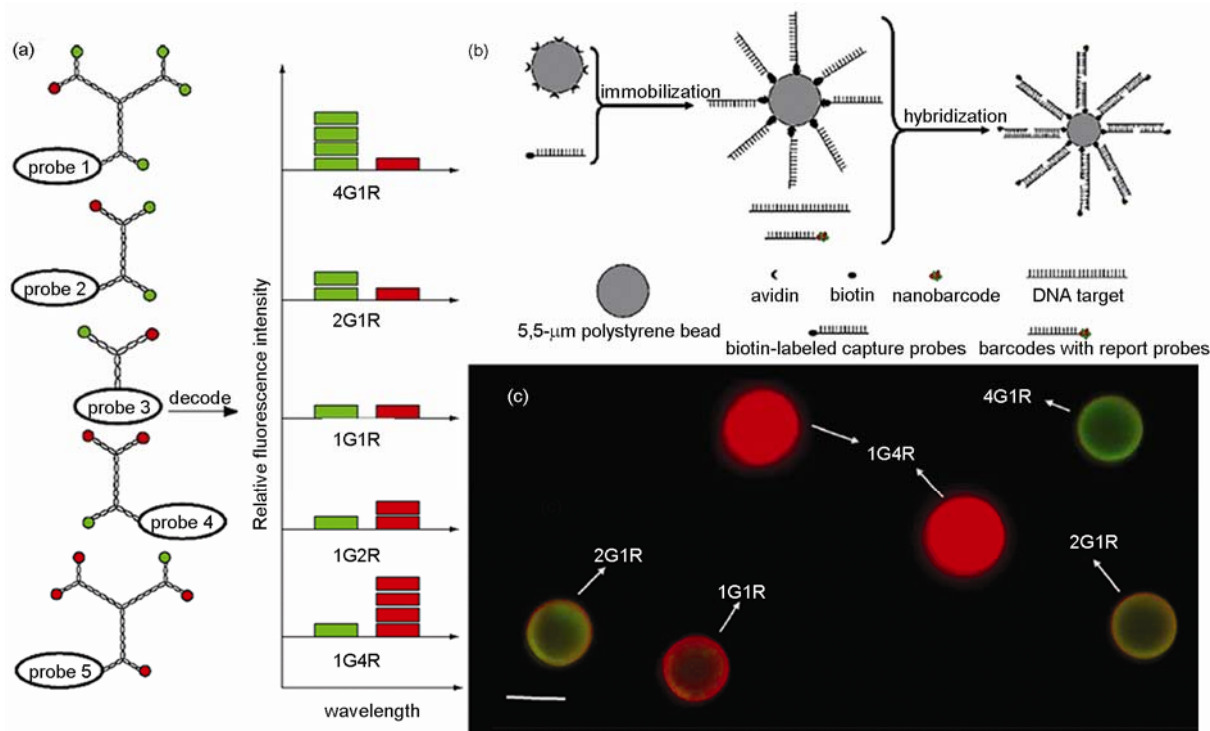 (a)
probe 1
probe 2
probe 3
decode
probe 4
probe 5
Relative fluorescence intensity
4G1R
2G1R
1G1R
1G2R
1G4R
wavelength
(b)
immobilization
hybridization
avidin
biotin
nanobarcode
DNA target
5,5-μm polystyrene bead
biotin-labeled capture probes
barcodes with report probes
(c)
4G1R
1G4R
2G1R
1G1R
2G1R